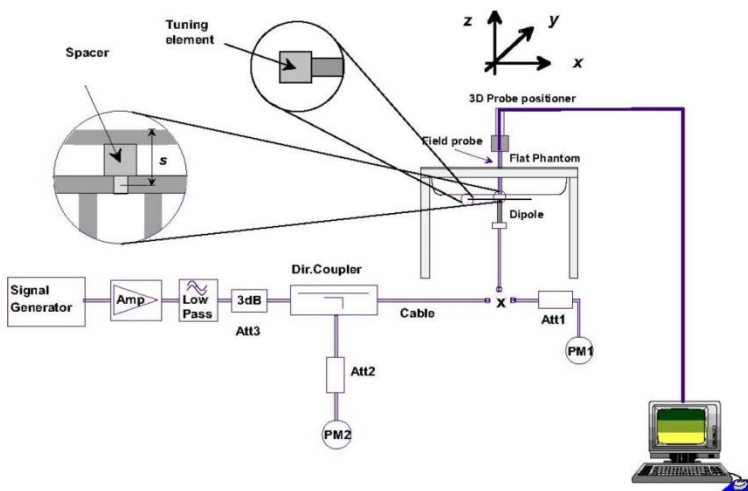 Tuning
element
Spacer
z
y
x
3D Probe positioner
Field probe
Flat Phantom
s
Dipole
Dir.Coupler
Signal
Generator
Amp
Low
Pass
3dB
Att3
Cable
x
Att1
PM1
Att2
PM2